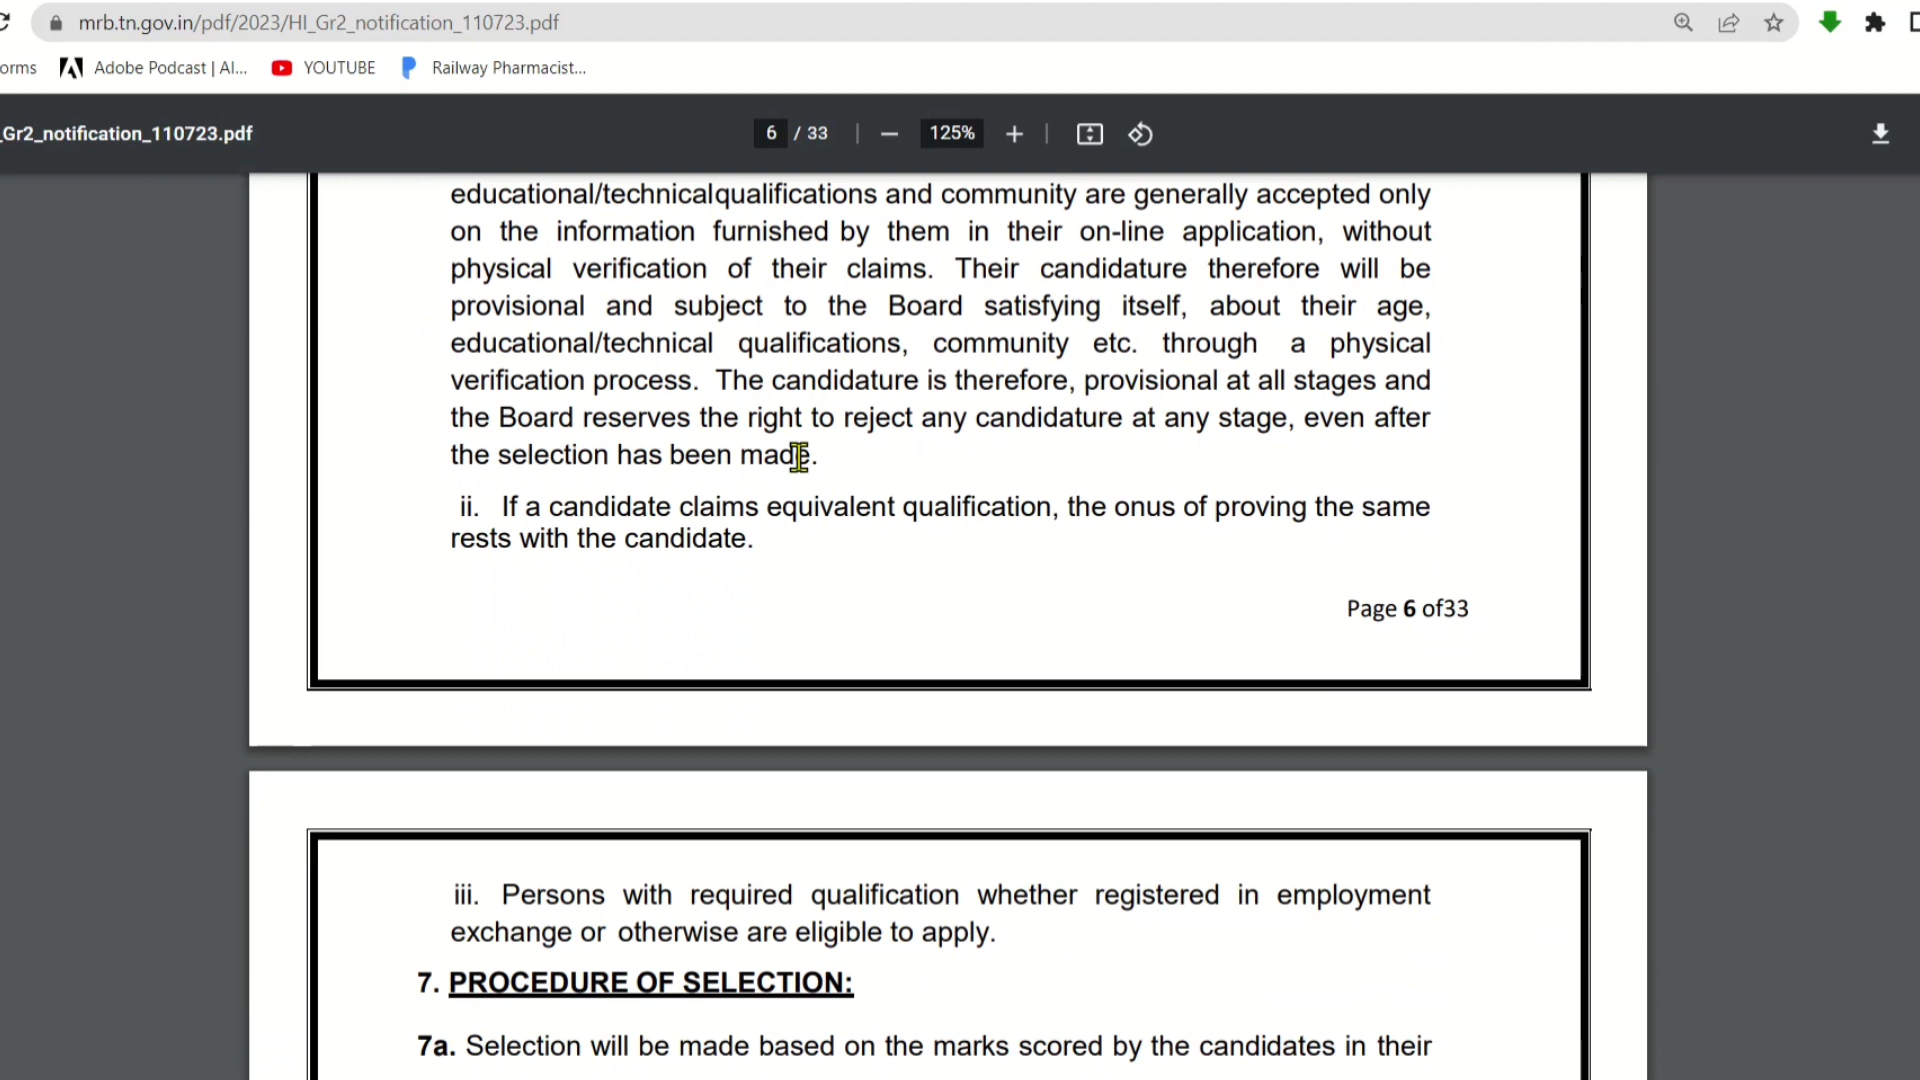 mrb.tn.gov.in/pdf/2023/HI_Gr2_notification_110723.pdf
orms Adobe Podcast | AI... YOUTUBE Railway Pharmacist...
_Gr2_notification_110723.pdf 6 / 33 125%
educational/technicalqualifications and community are generally accepted only
on the information furnished by them in their on-line application, without
physical verification of their claims. Their candidature therefore will be
provisional and subject to the Board satisfying itself, about their age,
educational/technical qualifications, community etc. through a physical
verification process. The candidature is therefore, provisional at all stages and
the Board reserves the right to reject any candidature at any stage, even after
the selection has been made.
ii. If a candidate claims equivalent qualification, the onus of proving the same
rests with the candidate.
Page 6 of33
iii. Persons with required qualification whether registered in employment
exchange or otherwise are eligible to apply.
7. PROCEDURE OF SELECTION:
7a. Selection will be made based on the marks scored by the candidates in their